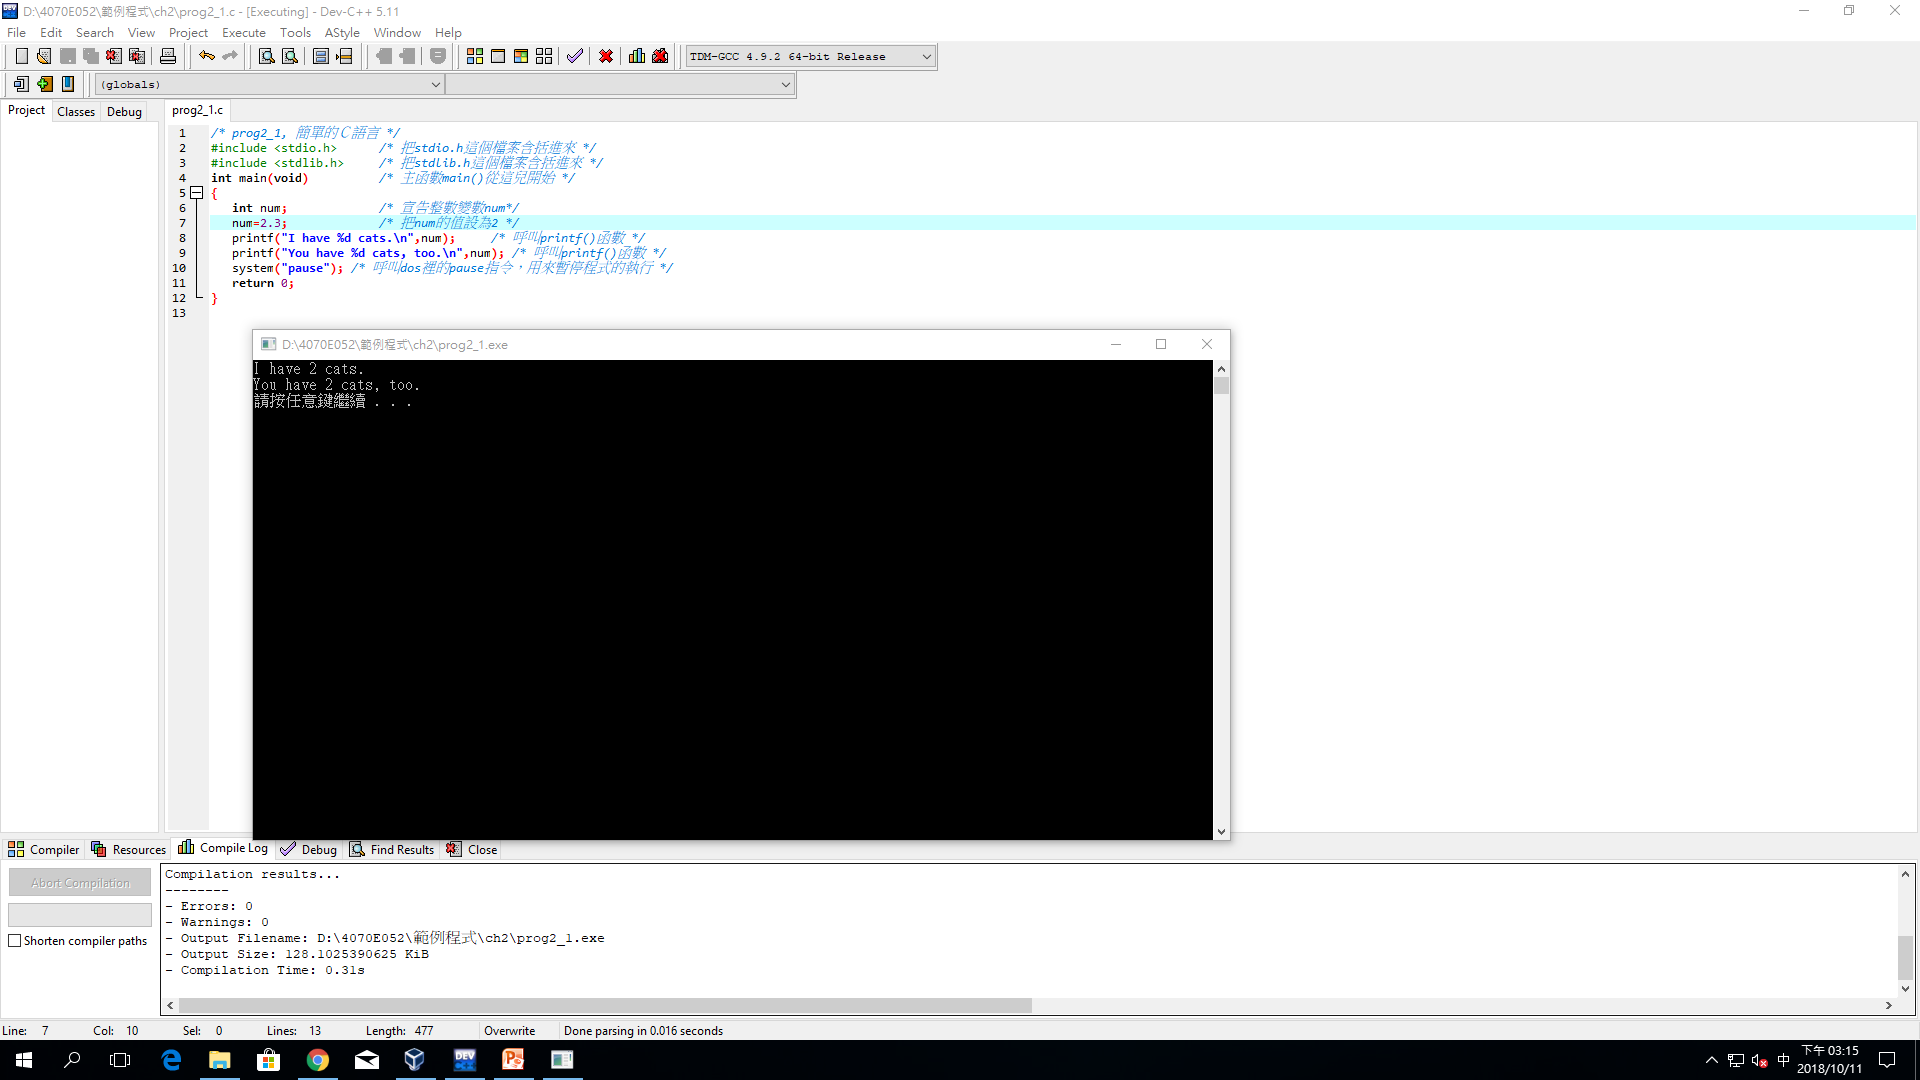 D:\4070E052\範例程式\ch2\prog2_1.c - [Executing] - Dev-C++ 5.11
File Edit Search View Project Execute Tools AStyle Window Help
TDM-GCC 4.9.2 64-bit Release
(globals)
Project Classes Debug
prog2_1.c
1 /* prog2_1, 簡單的Ｃ語言 */
2 #include <stdio.h> /* 把stdio.h這個檔案含括進來 */
3 #include <stdlib.h> /* 把stdlib.h這個檔案含括進來 */
4 int main(void) /* 主函數main()從這兒開始 */
5 {
6 int num; /* 宣告整數變數num*/
7 num=2.3; /* 把num的值設為2 */
8 printf("I have %d cats.\n",num); /* 呼叫printf()函數 */
9 printf("You have %d cats, too.\n",num); /* 呼叫printf()函數 */
10 system("pause"); /* 呼叫dos裡的pause指令，用來暫停程式的執行 */
11 return 0;
12 }
13
D:\4070E052\範例程式\ch2\prog2_1.exe
I have 2 cats.
You have 2 cats, too.
請按任意鍵繼續 . . .
Compiler Resources Compile Log Debug Find Results Close
Abort Compilation
Shorten compiler paths
Compilation results...
--------
- Errors: 0
- Warnings: 0
- Output Filename: D:\4070E052\範例程式\ch2\prog2_1.exe
- Output Size: 128.1025390625 KiB
- Compilation Time: 0.31s
Line: 7 Col: 10 Sel: 0 Lines: 13 Length: 477 Overwrite Done parsing in 0.016 seconds
中
下午 03:15
2018/10/11